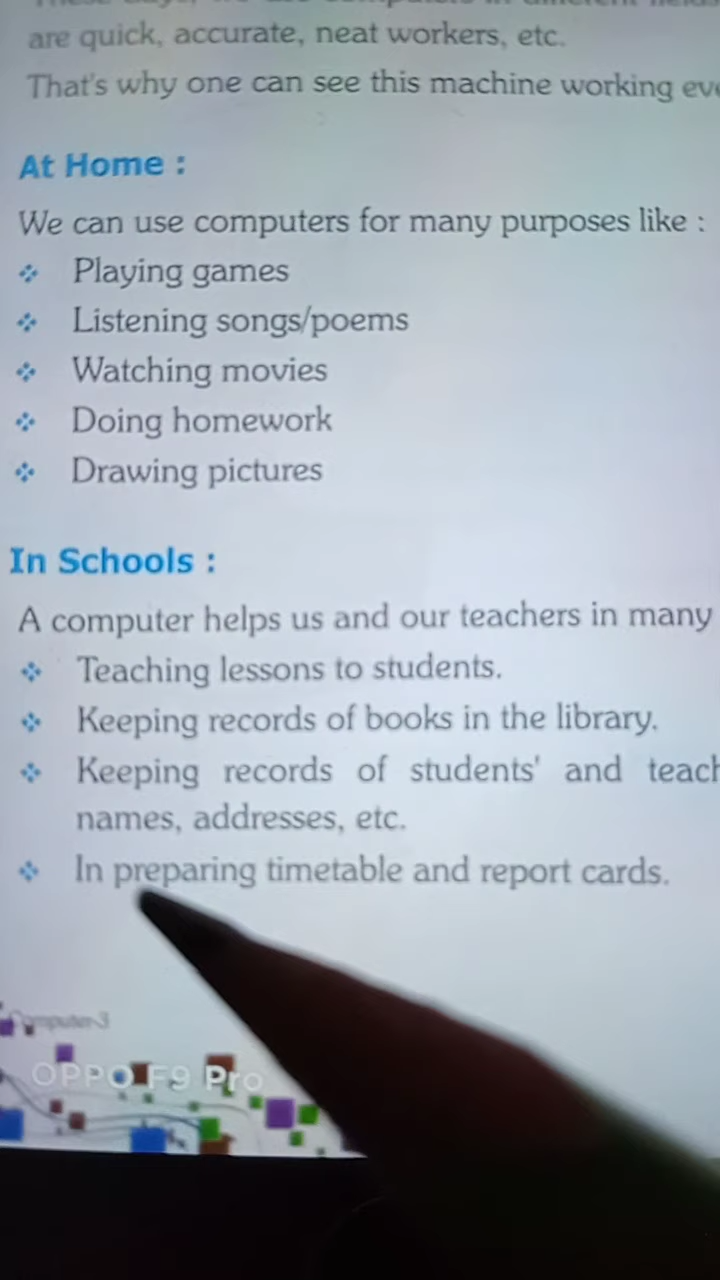 are quick, accurate, neat workers, etc.
That's why one can see this machine working
At Home :
We can use computers for many purposes like :
Playing games
Listening songs/poems
Watching movies
Doing homework
Drawing pictures
In Schools :
A computer helps us and our teachers in many
Teaching lessons to students.
Keeping records of books in the library.
Keeping records of students' and
names, addresses, etc.
In preparing timetable and report cards.
Computer-3
OPPO F9 Pro